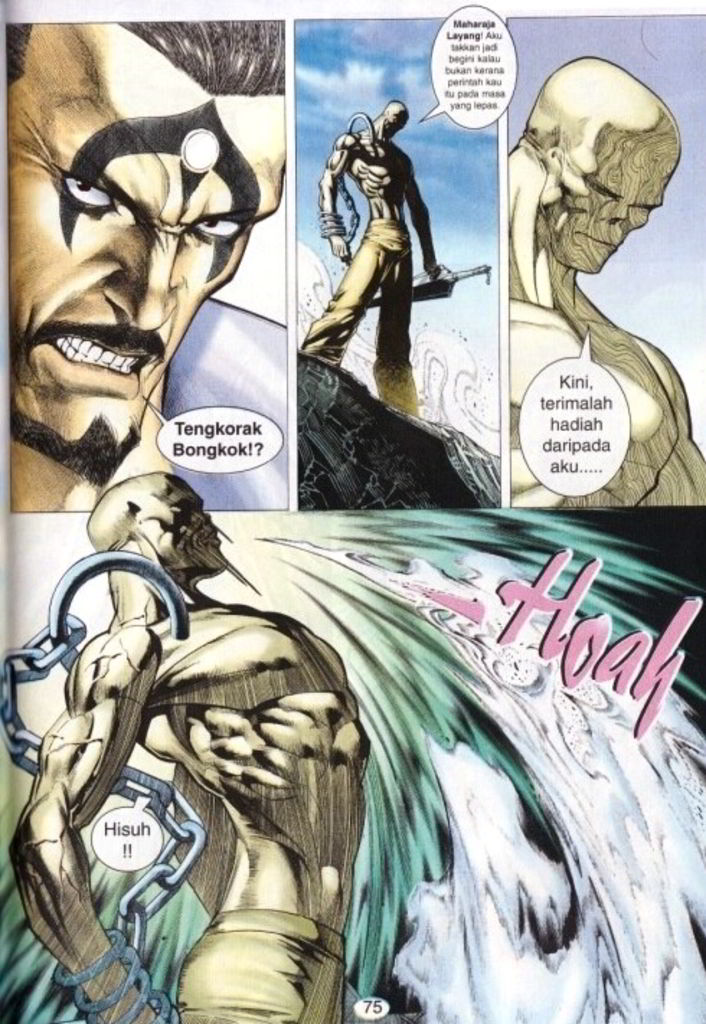 Tengkorak
Bongkok!?
Maharaja
Layang! Aku
takkan jadi
begini kalau
bukan kerana
perintah kau
itu pada masa
yang lepas.
Kini,
terimalah
hadiah
daripada
aku.....
Hoah
Hisuh
!!
75